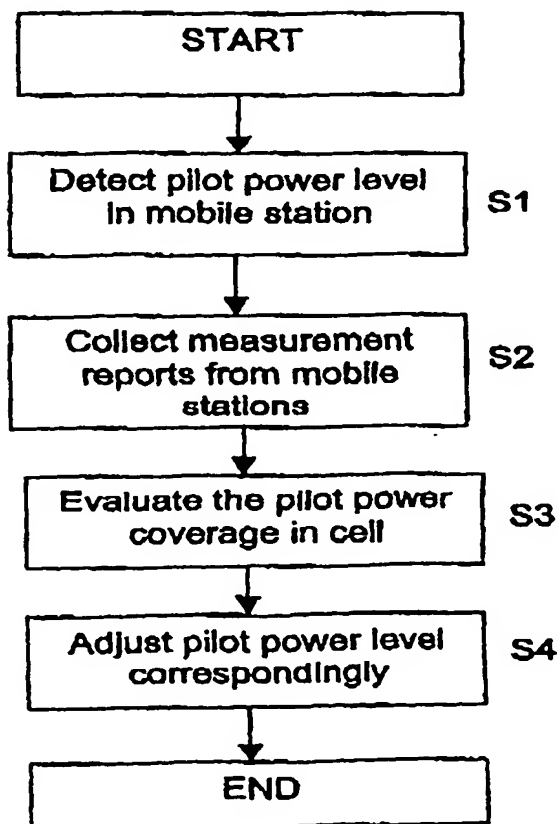 START
Detect pilot power level
in mobile station
S1
Collect measurement
reports from mobile
stations
S2
Evaluate the pilot power
coverage in cell
S3
Adjust pilot power level
correspondingly
S4
END